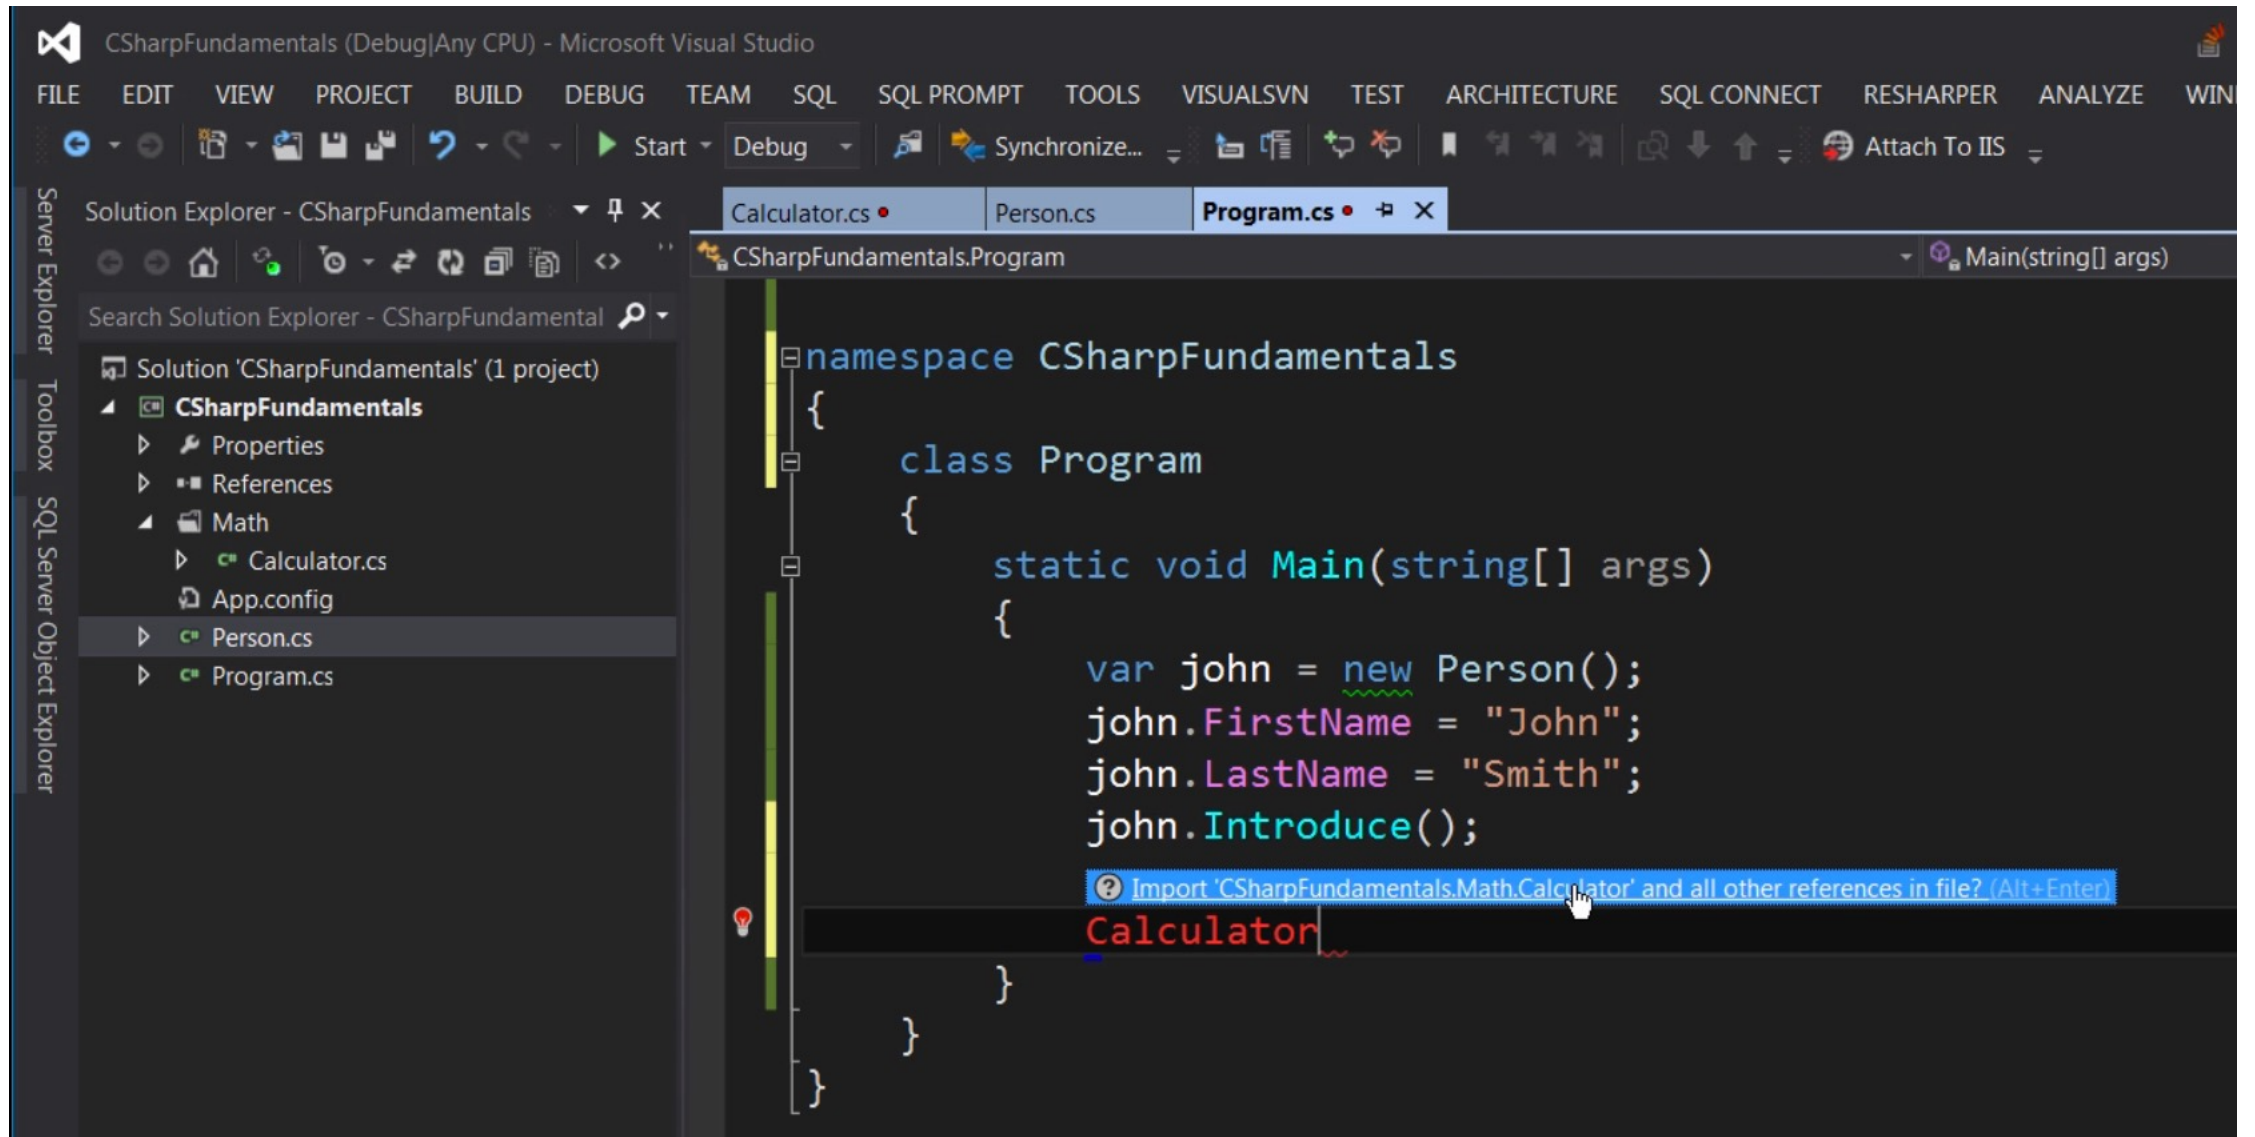 CSharpFundamentals (Debug|Any CPU) - Microsoft Visual Studio
FILE EDIT VIEW PROJECT BUILD DEBUG TEAM SQL SQL PROMPT TOOLS VISUALSVN TEST ARCHITECTURE SQL CONNECT RESHARPER ANALYZE WIN
Start Debug Synchronize... Attach To IIS
Server Explorer
Toolbox
SQL Server Object Explorer
Solution Explorer - CSharpFundamentals
Search Solution Explorer - CSharpFundamental
Solution 'CSharpFundamentals' (1 project)
CSharpFundamentals
Properties
References
Math
Calculator.cs
App.config
Person.cs
Program.cs
Calculator.cs Person.cs Program.cs
CSharpFundamentals.Program Main(string[] args)
namespace CSharpFundamentals
{
class Program
{
static void Main(string[] args)
{
var john = new Person();
john.FirstName = "John";
john.LastName = "Smith";
john.Introduce();
Import 'CSharpFundamentals.Math.Calculator' and all other references in file? (Alt+Enter)
Calculator
}
}
}